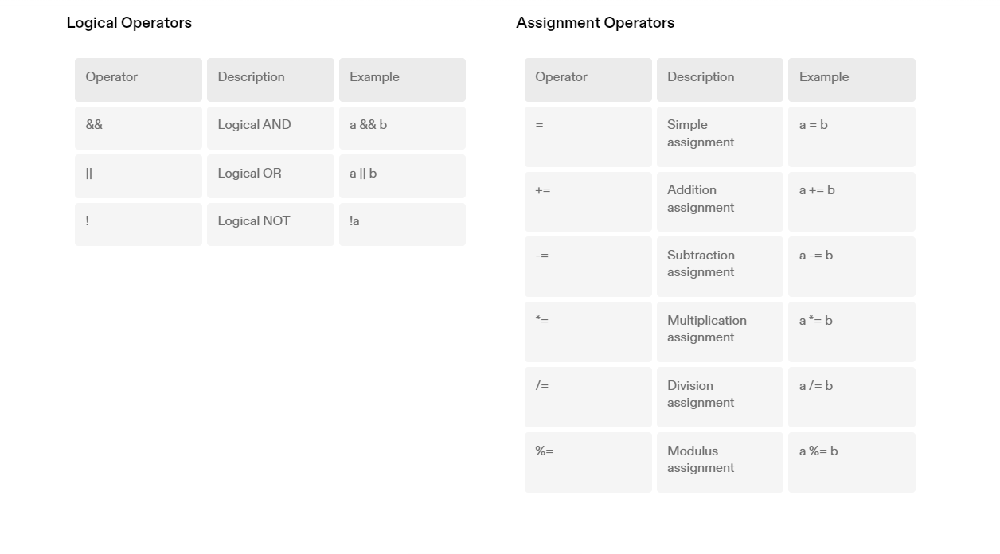 Logical Operators
Operator Description Example
&& Logical AND a && b
|| Logical OR a || b
! Logical NOT !a
Assignment Operators
Operator Description Example
= Simple a = b
assignment
+= Addition a += b
assignment
-= Subtraction a -= b
assignment
*= Multiplication a *= b
assignment
/= Division a /= b
assignment
%= Modulus a %= b
assignment